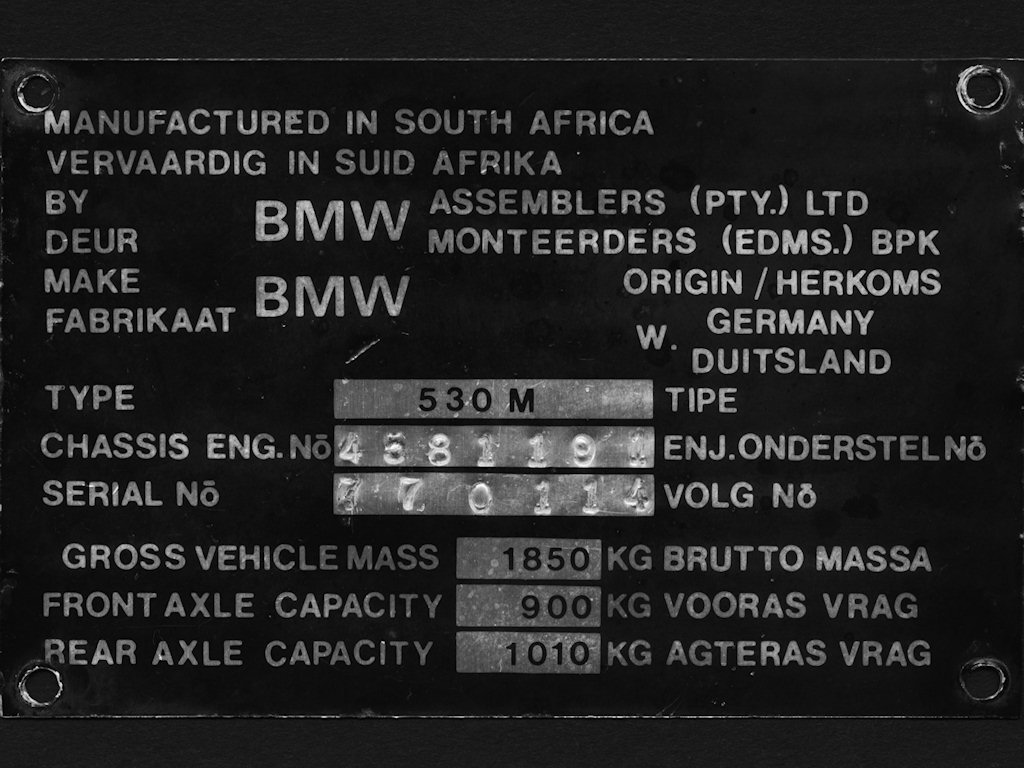 MANUFACTURED IN SOUTH AFRICA
VERVAARDIG IN SUID AFRIKA
BY
DEUR
BMW
ASSEMBLERS (PTY.) LTD
MONTEERDERS (EDMS.) BPK
MAKE
FABRIKAAT
BMW
ORIGIN / HERKOMS
W. GERMANY
DUITSLAND
TYPE 530 M TIPE
CHASSIS ENG. Nō ENJ. ONDERSTEL Nō
SERIAL Nō VOLG Nō
GROSS VEHICLE MASS 1850 KG BRUTTO MASSA
FRONT AXLE CAPACITY 900 KG VOORAS VRAG
REAR AXLE CAPACITY 1010 KG AGTERAS VRAG